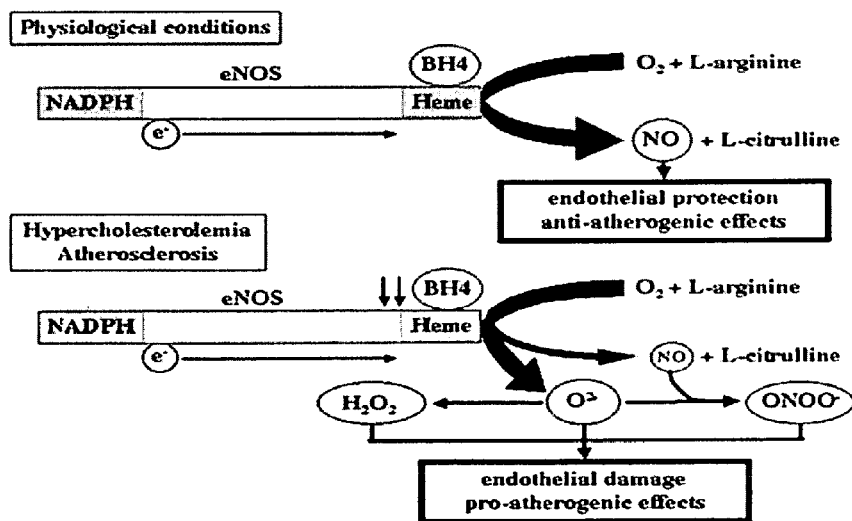 Physiological conditions
eNOS
BH4
O₂ + L-arginine
NADPH
Heme
e⁻
NO + L-citrulline
endothelial protection
anti-atherogenic effects
Hypercholesterolemia
Atherosclerosis
eNOS
BH4
O₂ + L-arginine
NADPH
Heme
e⁻
NO + L-citrulline
H₂O₂
O²⁻
ONOO⁻
endothelial damage
pro-atherogenic effects